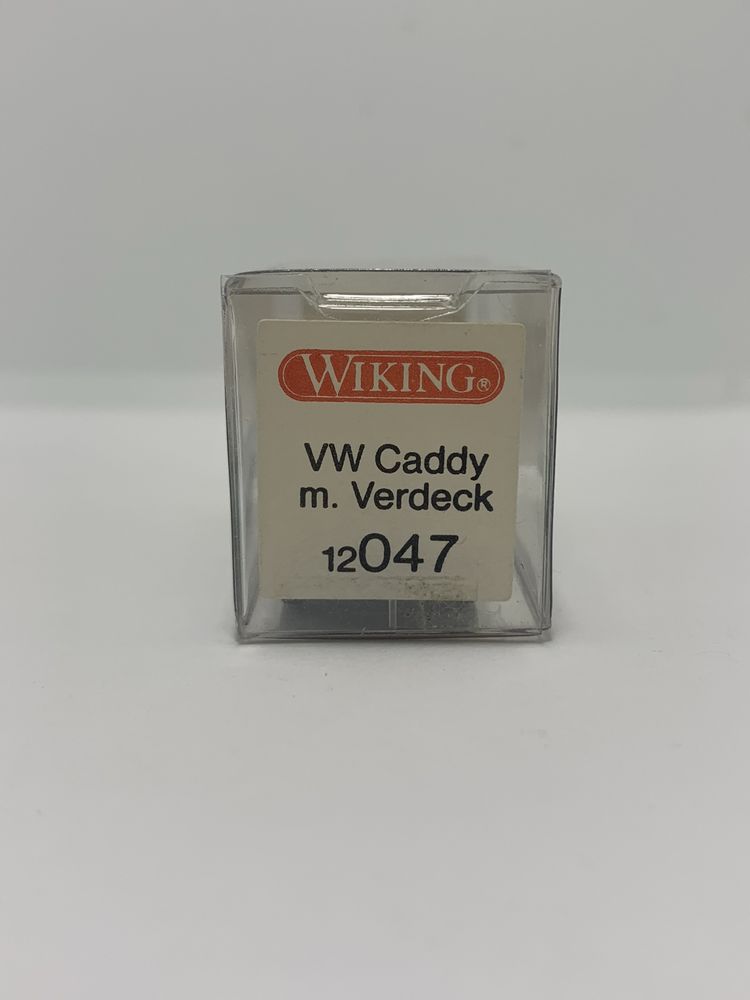 WIKING®
VW Caddy
m. Verdeck
12047